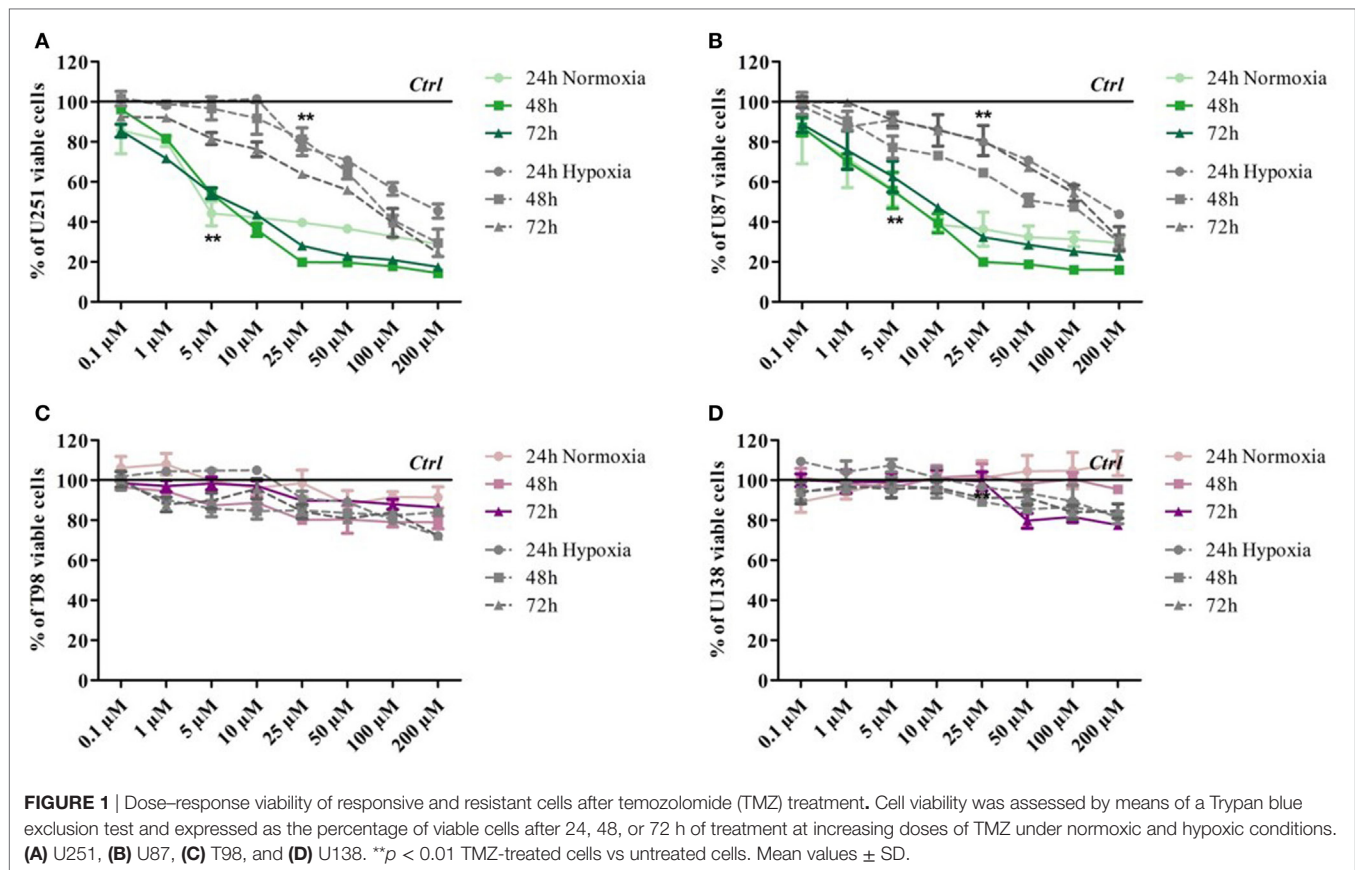 A
% of U251 viable cells
120
100
80
60
40
20
0
Ctrl
**
**
0.1 µM
1 µM
5 µM
10 µM
25 µM
50 µM
100 µM
200 µM
24h Normoxia
48h
72h
24h Hypoxia
48h
72h
B
% of U87 viable cells
120
100
80
60
40
20
0
Ctrl
**
**
0.1 µM
1 µM
5 µM
10 µM
25 µM
50 µM
100 µM
200 µM
24h Normoxia
48h
72h
24h Hypoxia
48h
72h
C
% of T98 viable cells
120
100
80
60
40
20
0
Ctrl
0.1 µM
1 µM
5 µM
10 µM
25 µM
50 µM
100 µM
200 µM
24h Normoxia
48h
72h
24h Hypoxia
48h
72h
D
% of U138 viable cells
120
100
80
60
40
20
0
Ctrl
**
0.1 µM
1 µM
5 µM
10 µM
25 µM
50 µM
100 µM
200 µM
24h Normoxia
48h
72h
24h Hypoxia
48h
72h
FIGURE 1 | Dose–response viability of responsive and resistant cells after temozolomide (TMZ) treatment. Cell viability was assessed by means of a Trypan blue
exclusion test and expressed as the percentage of viable cells after 24, 48, or 72 h of treatment at increasing doses of TMZ under normoxic and hypoxic conditions.
(A) U251, (B) U87, (C) T98, and (D) U138. **p < 0.01 TMZ-treated cells vs untreated cells. Mean values ± SD.